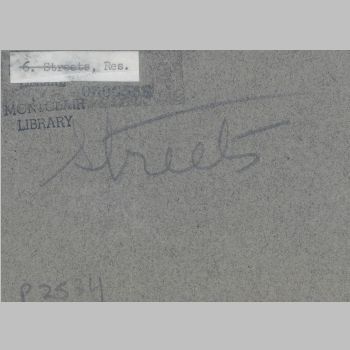 6. Streets, Res.
MONTCLAIR
LIBRARY
Streets
P2534